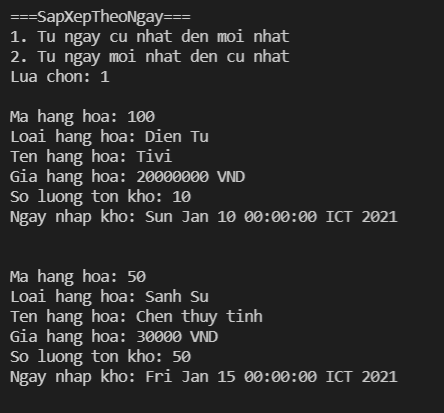 ===SapXepTheoNgay===
1. Tu ngay cu nhat den moi nhat
2. Tu ngay moi nhat den cu nhat
Lua chon: 1
Ma hang hoa: 100
Loai hang hoa: Dien Tu
Ten hang hoa: Tivi
Gia hang hoa: 20000000 VND
So luong ton kho: 10
Ngay nhap kho: Sun Jan 10 00:00:00 ICT 2021
Ma hang hoa: 50
Loai hang hoa: Sanh Su
Ten hang hoa: Chen thuy tinh
Gia hang hoa: 30000 VND
So luong ton kho: 50
Ngay nhap kho: Fri Jan 15 00:00:00 ICT 2021